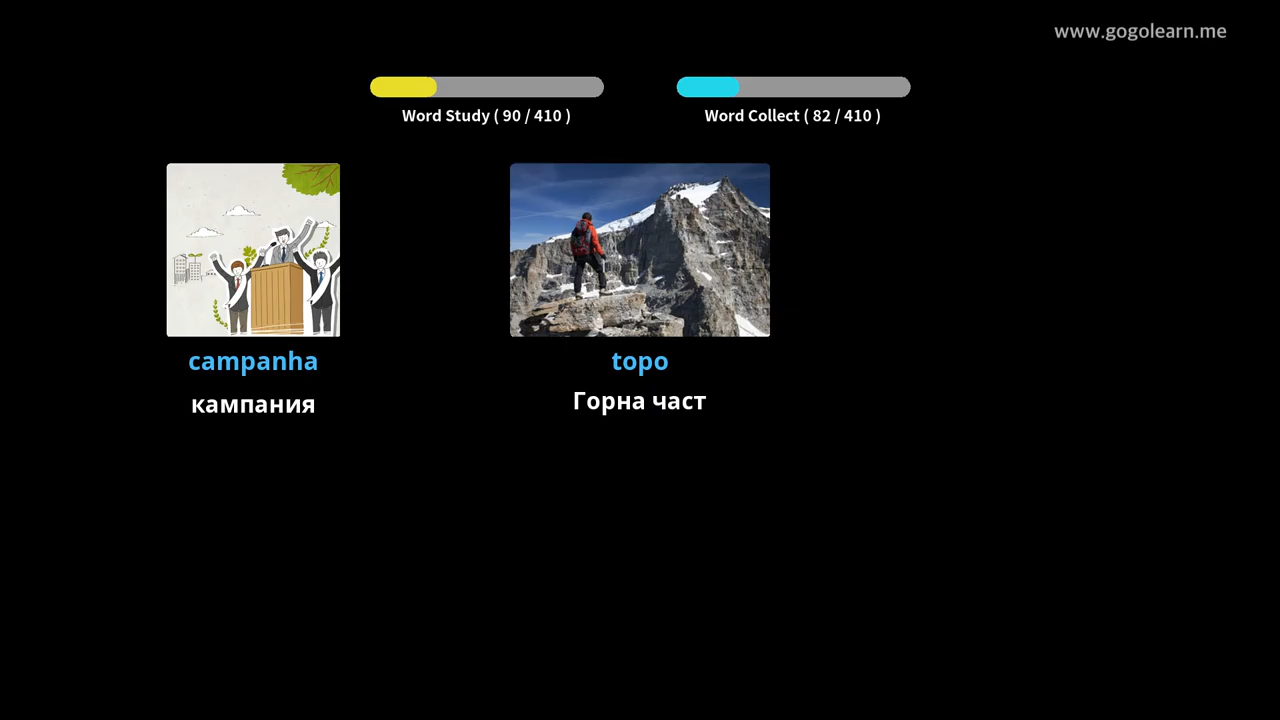 www.gogolearn.me
Word Study ( 90 / 410 )
Word Collect ( 82 / 410 )
campanha
topo
кампания
Горна част